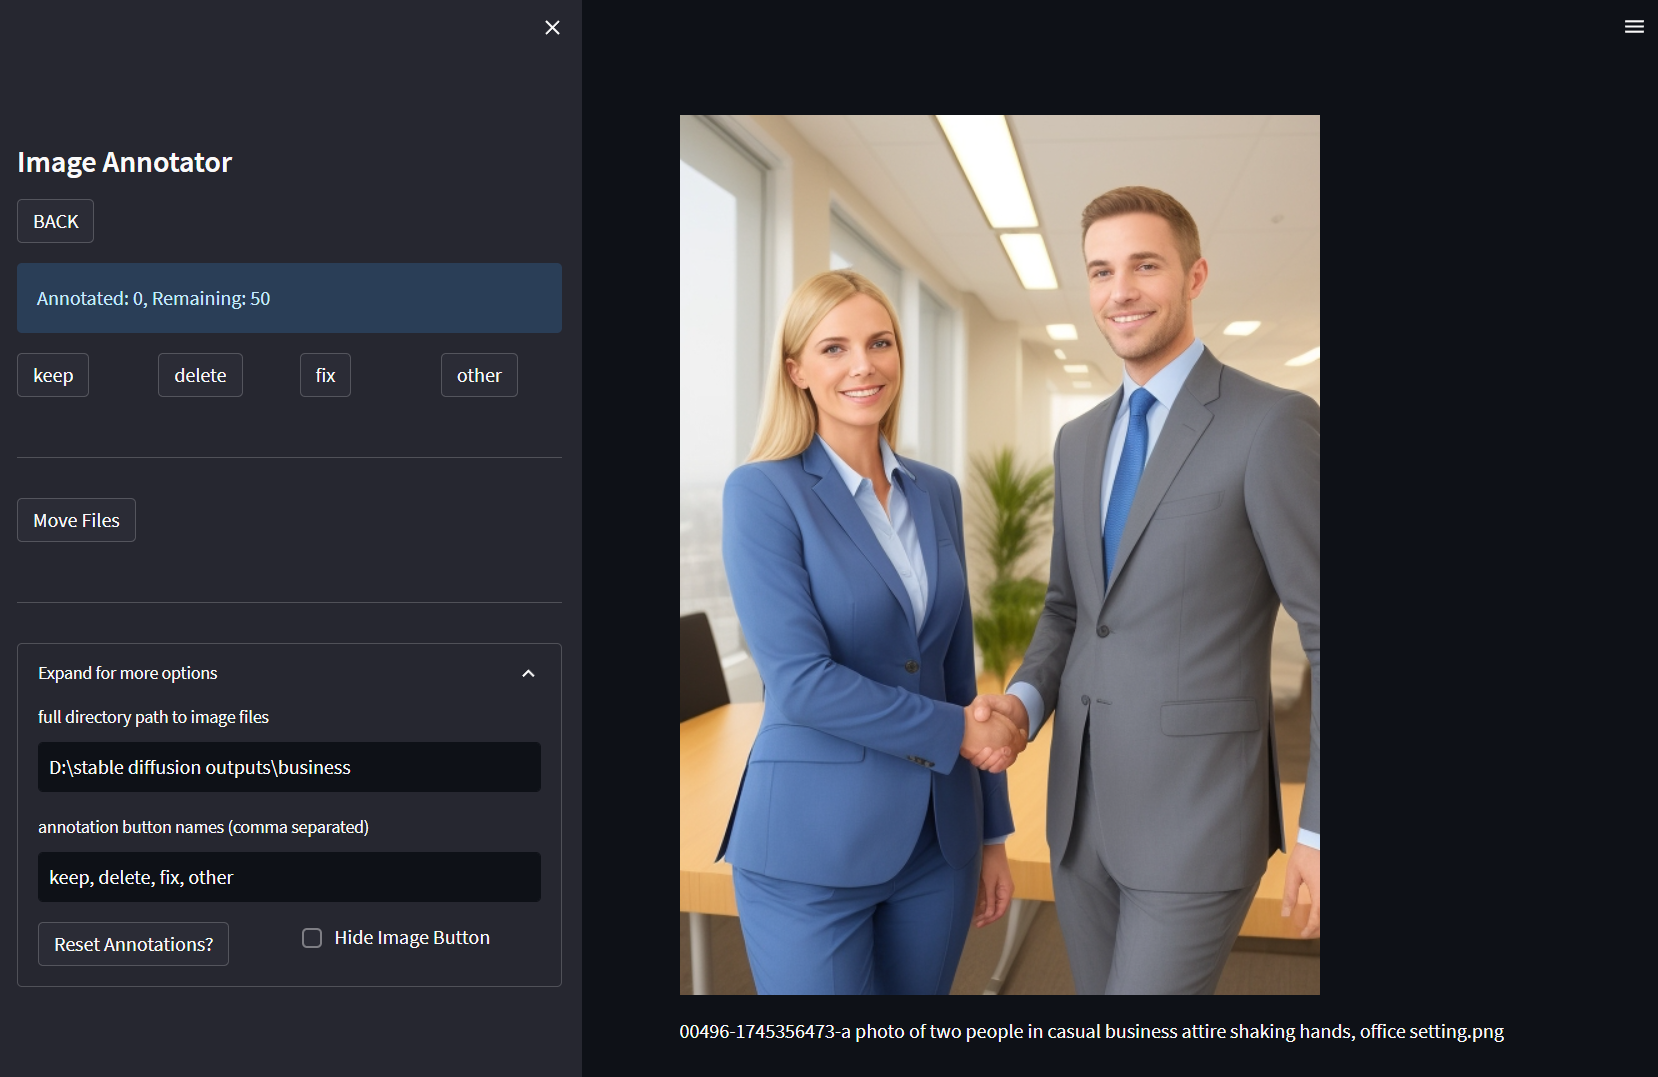 Image Annotator
BACK
Annotated: 0, Remaining: 50
keep delete fix other
Move Files
Expand for more options
full directory path to image files
D:\stable diffusion outputs\business
annotation button names (comma separated)
keep, delete, fix, other
Reset Annotations? Hide Image Button
00496-1745356473-a photo of two people in casual business attire shaking hands, office setting.png